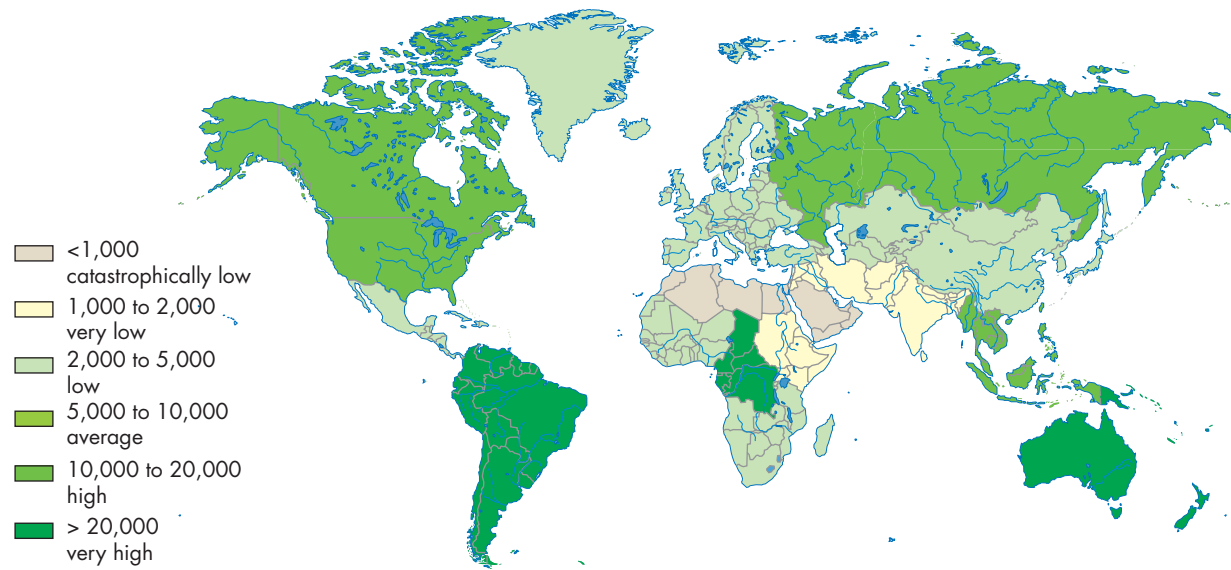 <1,000
catastrophically low
1,000 to 2,000
very low
2,000 to 5,000
low
5,000 to 10,000
average
10,000 to 20,000
high
> 20,000
very high